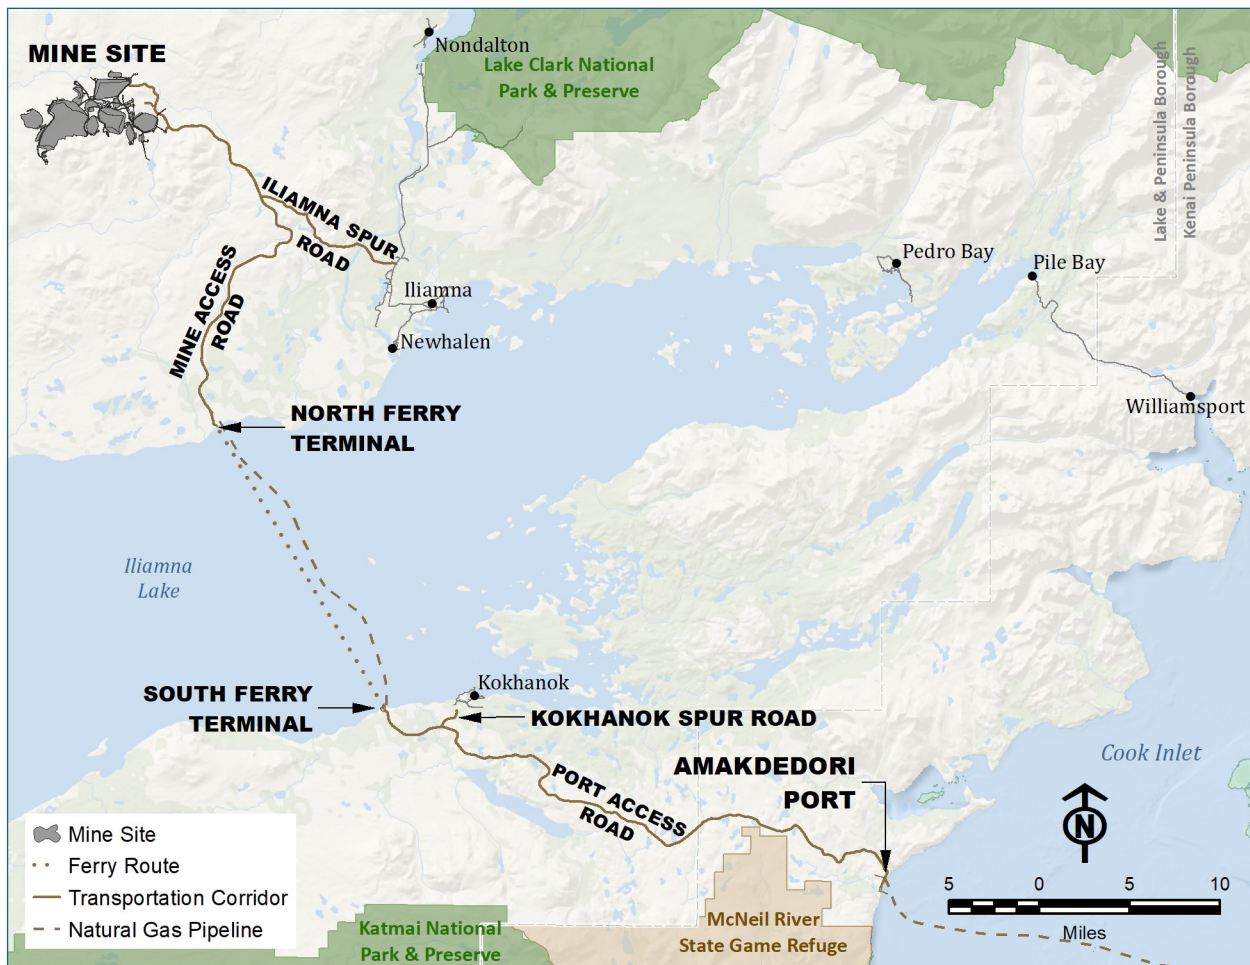 Nondalton
MINE SITE
Lake Clark National
Park & Preserve
Lake & Peninsula Borough
Kenai Peninsula Borough
ILIAMNA SPUR
ROAD
MINE ACCESS
ROAD
Pedro Bay
Pile Bay
Iliamna
Newhalen
Williamsport
NORTH FERRY
TERMINAL
Iliamna
Lake
Kokhanok
SOUTH FERRY
TERMINAL
KOKHANOK SPUR ROAD
Cook Inlet
AMAKDEDORI
PORT
PORT ACCESS
ROAD
N
Mine Site
Ferry Route
Transportation Corridor
Natural Gas Pipeline
5 0 5 10
Miles
McNeil River
State Game Refuge
Katmai National
Park & Preserve